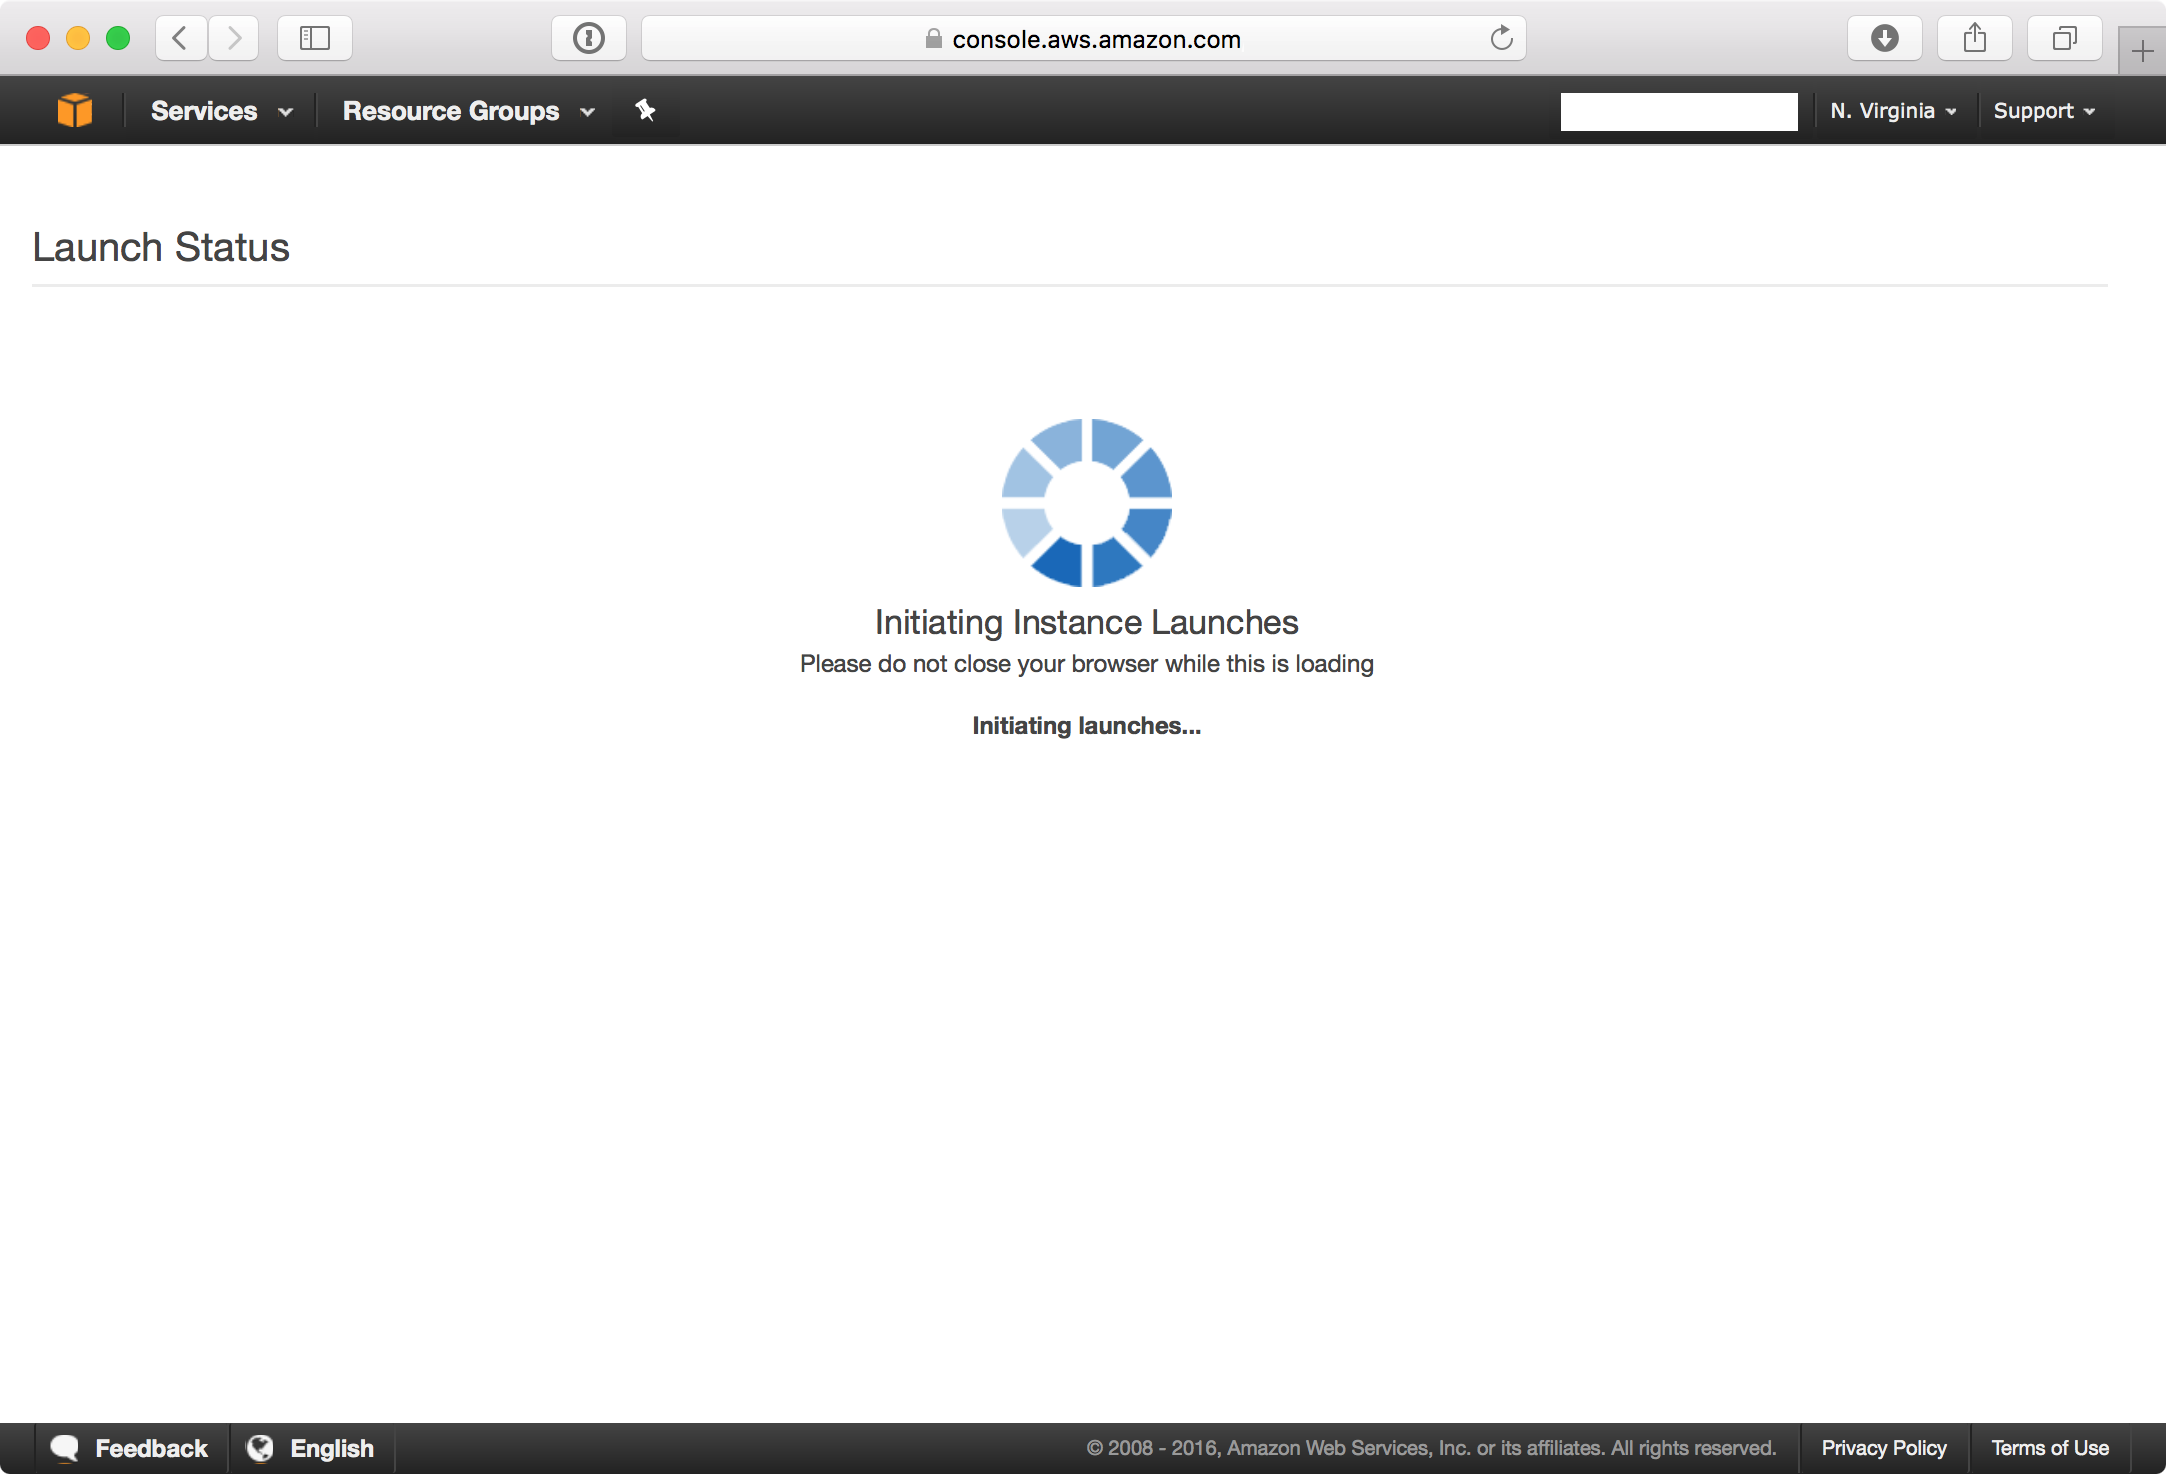 console.aws.amazon.com
Services
Resource Groups
N. Virginia
Support
Launch Status
Initiating Instance Launches
Please do not close your browser while this is loading
Initiating launches...
Feedback
English
© 2008 - 2016, Amazon Web Services, Inc. or its affiliates. All rights reserved.
Privacy Policy
Terms of Use